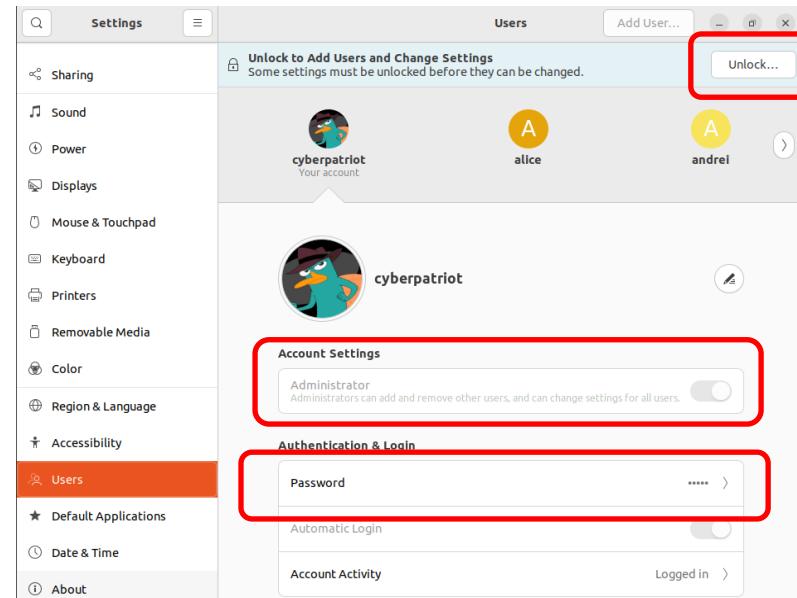 Settings
Users
Add User...
Unlock to Add Users and Change Settings
Some settings must be unlocked before they can be changed.
Unlock...
Sharing
Sound
Power
Displays
Mouse & Touchpad
Keyboard
Printers
Removable Media
Color
Region & Language
Accessibility
Users
Default Applications
Date & Time
About
cyberpatriot
Your account
A
alice
A
andrei
cyberpatriot
Account Settings
Administrator
Administrators can add and remove other users, and can change settings for all users.
Authentication & Login
Password
•••••
Automatic Login
Account Activity
Logged in